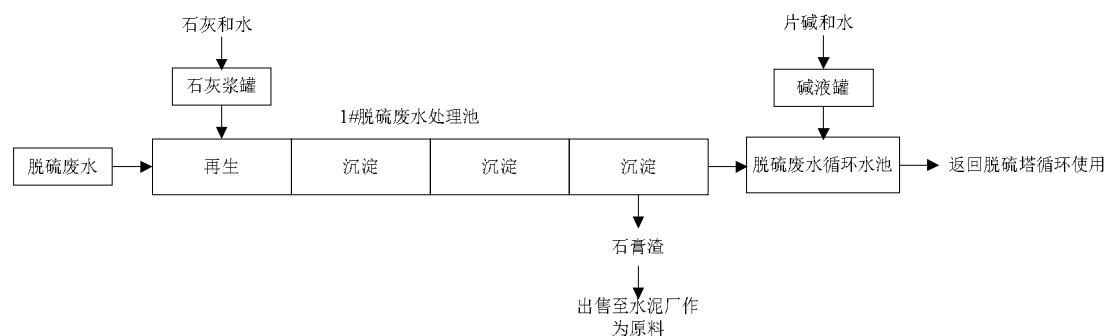 石灰和水
片碱和水
石灰浆罐
碱液罐
1#脱硫废水处理池
脱硫废水
再生
沉淀
沉淀
沉淀
脱硫废水循环水池
返回脱硫塔循环使用
石膏渣
出售至水泥厂作
为原料